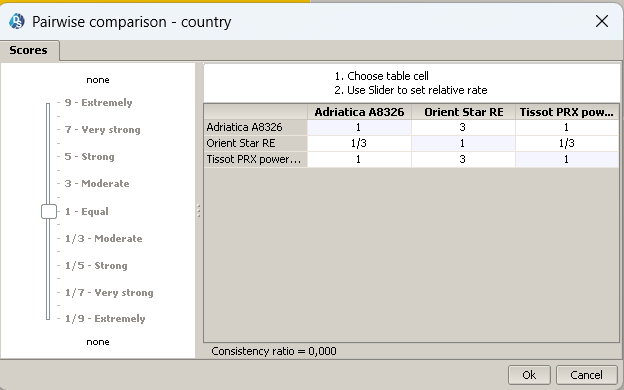 Pairwise comparison - country
Scores
none
9 - Extremely
7 - Very strong
5 - Strong
3 - Moderate
1 - Equal
1/3 - Moderate
1/5 - Strong
1/7 - Very strong
1/9 - Extremely
none
1. Choose table cell
2. Use Slider to set relative rate
Adriatica A8326 Orient Star RE Tissot PRX pow...
Adriatica A8326 1 3 1
Orient Star RE 1/3 1 1/3
Tissot PRX power... 1 3 1
Consistency ratio = 0,000
Ok Cancel